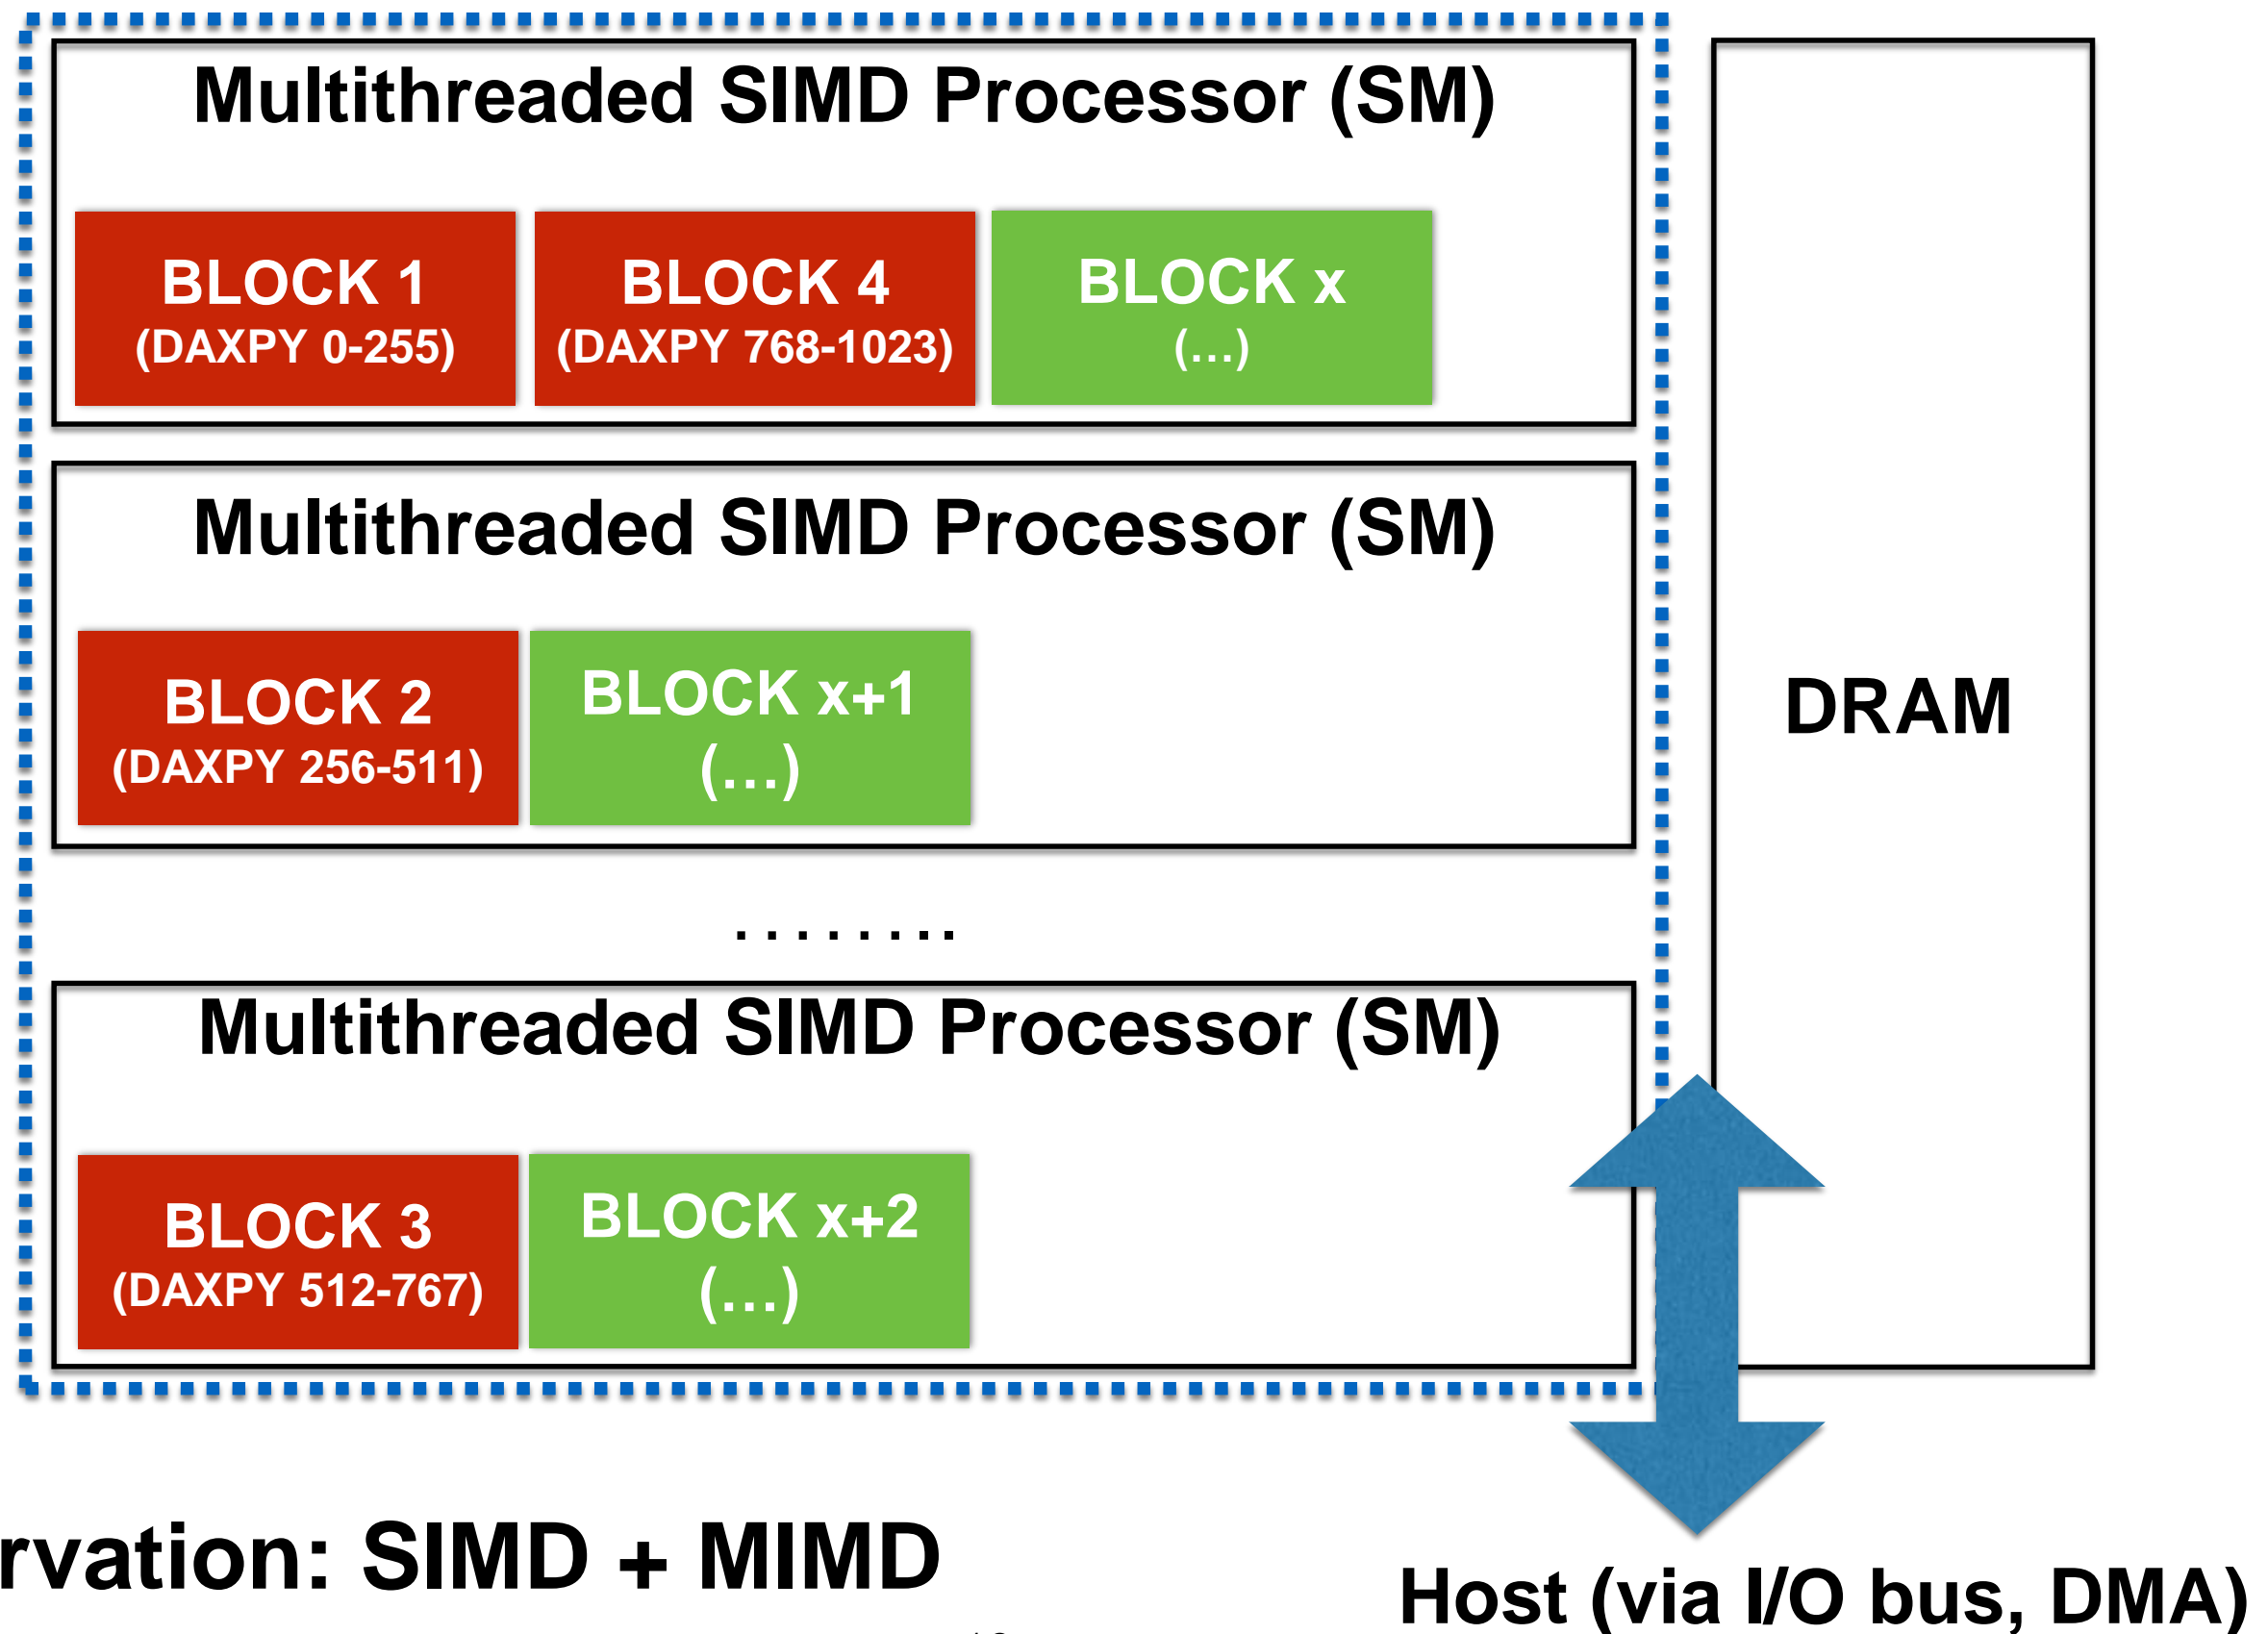 Multithreaded SIMD Processor (SM)
BLOCK 1
(DAXPY 0-255)
BLOCK 4
(DAXPY 768-1023)
BLOCK x
(...)
Multithreaded SIMD Processor (SM)
BLOCK 2
(DAXPY 256-511)
BLOCK x+1
(...)
DRAM
........
Multithreaded SIMD Processor (SM)
BLOCK 3
(DAXPY 512-767)
BLOCK x+2
(...)
rvation: SIMD + MIMD
Host (via I/O bus, DMA)